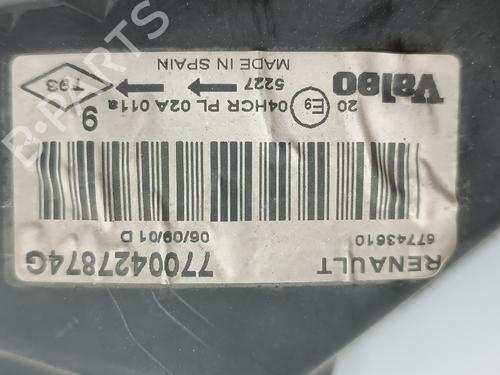 RENAULT 7700427874G
67743610 06/09/01 D
9
20 E9 04HCR PL 02A 011a T93
5227
Valeo MADE IN SPAIN
B-PARTS